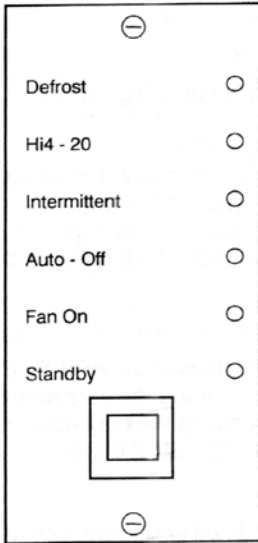 Defrost
Hi4 - 20
Intermittent
Auto - Off
Fan On
Standby